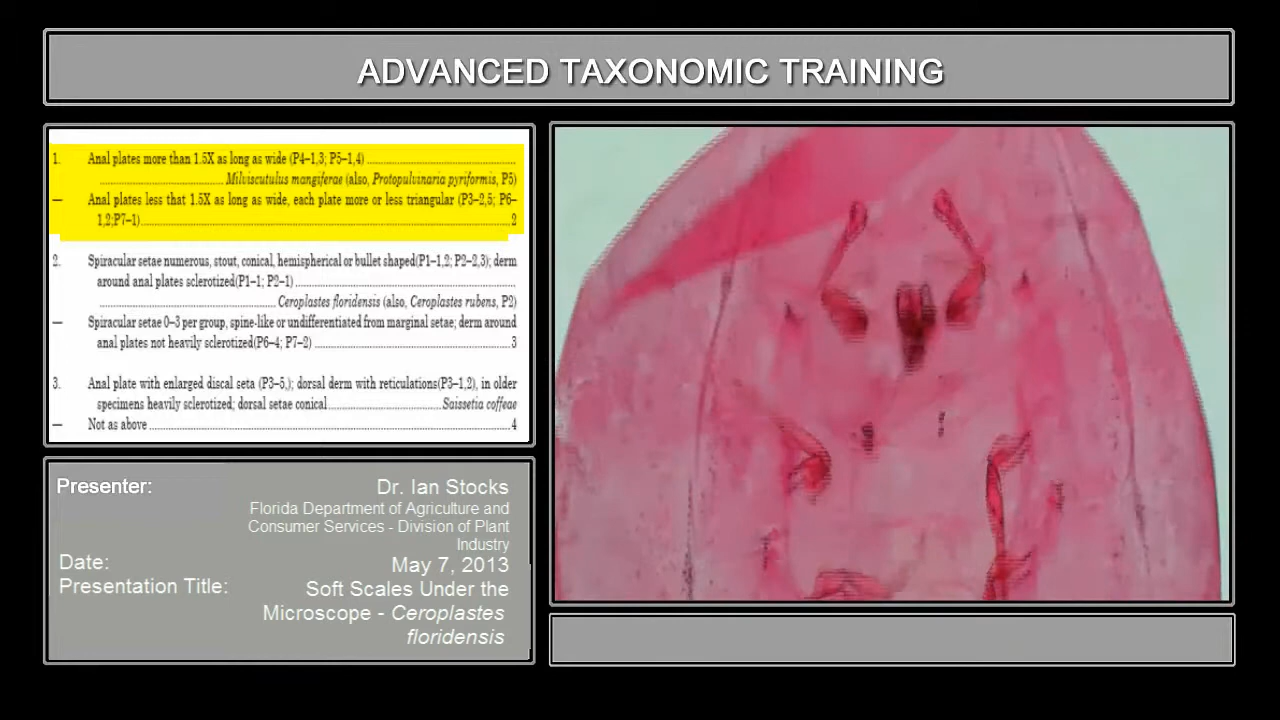 ADVANCED TAXONOMIC TRAINING
1. Anal plates more than 1.5X as long as wide (P4–1,3; P5–1,4) ........................................
........................................ Milviscutulus mangiferae (also, Protopulvinaria pyriformis, P5)
— Anal plates less that 1.5X as long as wide, each plate more or less triangular (P3–2,5; P6–
1,2;P7–1)........................................ 2
2. Spiracular setae numerous, stout, conical, hemispherical or bullet shaped(P1–1,2; P2–2,3); derm
around anal plates sclerotized(P1–1; P2–1) ........................................
........................................ Ceroplastes floridensis (also, Ceroplastes rubens, P2)
— Spiracular setae 0–3 per group, spine-like or undifferentiated from marginal setae; derm around
anal plates not heavily sclerotized(P6–4; P7–2) ........................................ 3
3. Anal plate with enlarged discal seta (P3–5,); dorsal derm with reticulations(P3–1,2), in older
specimens heavily sclerotized; dorsal setae conical ........................................ Saissetia coffeae
— Not as above ........................................ 4
Presenter: Dr. Ian Stocks
Florida Department of Agriculture and
Consumer Services - Division of Plant
Industry
Date: May 7, 2013
Presentation Title: Soft Scales Under the
Microscope - Ceroplastes
floridensis